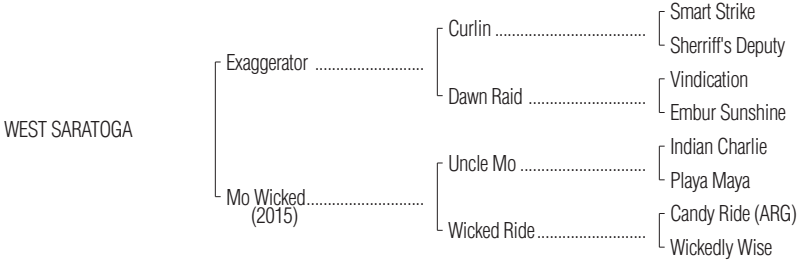 Smart Strike
Curlin ..............................................
Sherriff's Deputy
Exaggerator ..........................
Vindication
Dawn Raid ....................................
Embur Sunshine
WEST SARATOGA
Indian Charlie
Uncle Mo ......................................
Playa Maya
Mo Wicked............................
(2015)
Candy Ride (ARG)
Wicked Ride..................................
Wickedly Wise